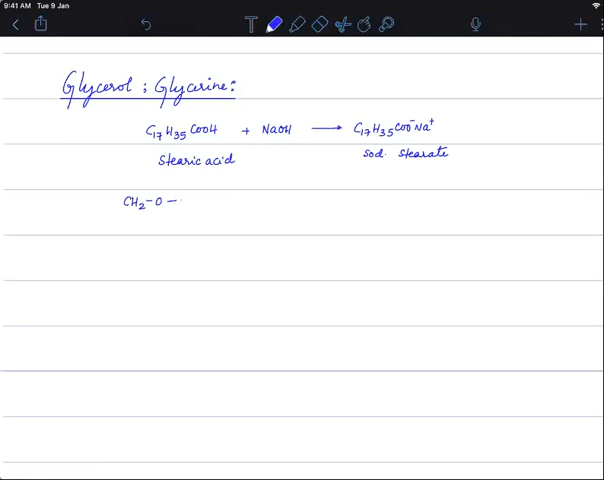 9:41 AM Tue 9 Jan
Glycerol ; Glycerine:
C₁₇H₃₅COOH + NaOH ⟶ C₁₇H₃₅COO⁻Na⁺
Stearic acid sod. stearate
CH₂-O-